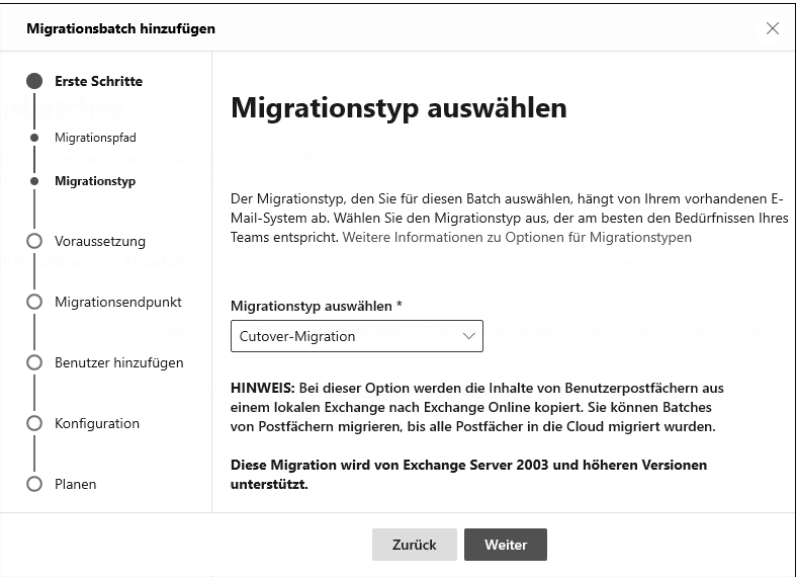 Migrationsbatch hinzufügen
Erste Schritte
Migrationspfad
Migrationstyp
Voraussetzung
Migrationsendpunkt
Benutzer hinzufügen
Konfiguration
Planen
Migrationstyp auswählen
Der Migrationstyp, den Sie für diesen Batch auswählen, hängt von Ihrem vorhandenen E-
Mail-System ab. Wählen Sie den Migrationstyp aus, der am besten den Bedürfnissen Ihres
Teams entspricht. Weitere Informationen zu Optionen für Migrationstypen
Migrationstyp auswählen *
Cutover-Migration
HINWEIS: Bei dieser Option werden die Inhalte von Benutzerpostfächern aus
einem lokalen Exchange nach Exchange Online kopiert. Sie können Batches
von Postfächern migrieren, bis alle Postfächer in die Cloud migriert wurden.
Diese Migration wird von Exchange Server 2003 und höheren Versionen
unterstützt.
Zurück
Weiter